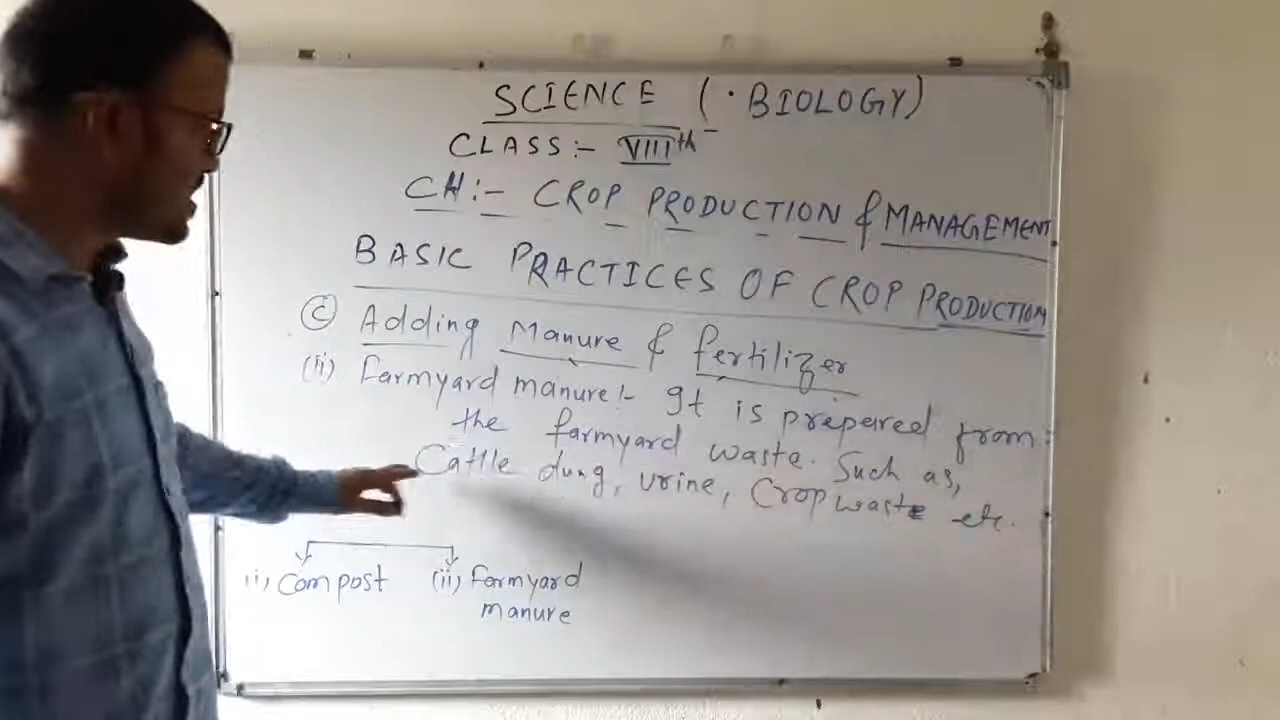 SCIENCE (· BIOLOGY)
CLASS:- VIIIth
CH:- CROP PRODUCTION & MANAGEMENT
BASIC PRACTICES OF CROP PRODUCTION
(c) Adding Manure & fertilizer
(ii) Farmyard manure:- It is prepared from
the farmyard waste. Such as,
Cattle dung, urine, Crop waste etc.
(i) Compost (ii) Farmyard
manure